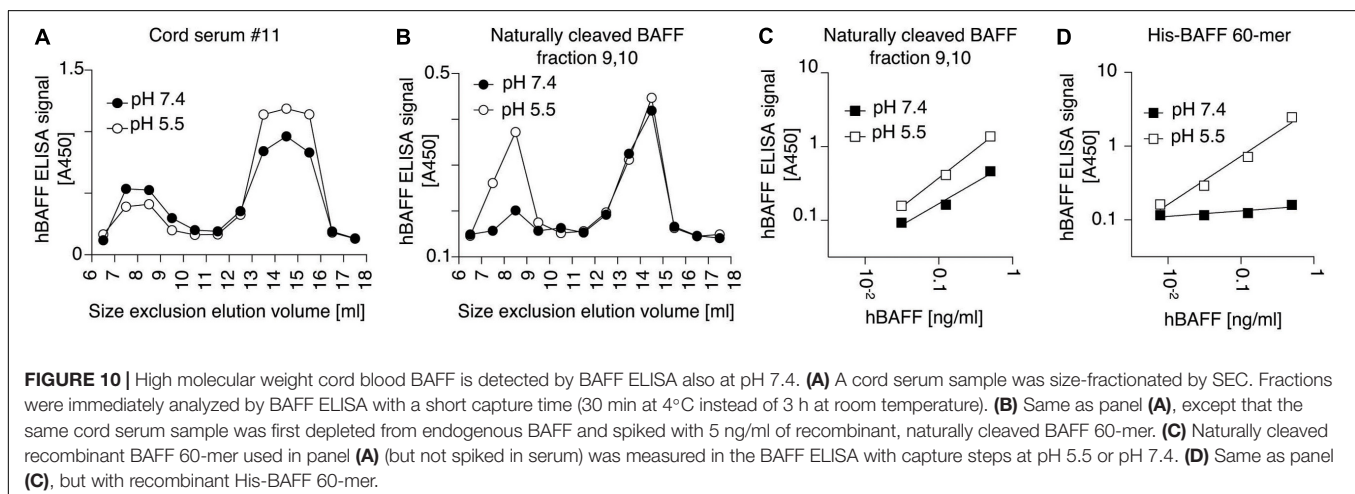 A
Cord serum #11
hBAFF ELISA signal
[A450]
1.5
0
pH 7.4
pH 5.5
6 7 8 9 10 11 12 13 14 15 16 17 18
Size exclusion elution volume [ml]
B
Naturally cleaved BAFF
fraction 9,10
hBAFF ELISA signal
[A450]
0.5
0.1
pH 7.4
pH 5.5
6 7 8 9 10 11 12 13 14 15 16 17 18
Size exclusion elution volume [ml]
C
Naturally cleaved BAFF
fraction 9,10
hBAFF ELISA signal
[A450]
10
1
0.1
pH 7.4
pH 5.5
10-2 0.1 1
hBAFF [ng/ml]
D
His-BAFF 60-mer
hBAFF ELISA signal
[A450]
10
1
0.1
pH 7.4
pH 5.5
10-2 0.1 1
hBAFF [ng/ml]
FIGURE 10 | High molecular weight cord blood BAFF is detected by BAFF ELISA also at pH 7.4. (A) A cord serum sample was size-fractionated by SEC. Fractions
were immediately analyzed by BAFF ELISA with a short capture time (30 min at 4°C instead of 3 h at room temperature). (B) Same as panel (A), except that the
same cord serum sample was first depleted from endogenous BAFF and spiked with 5 ng/ml of recombinant, naturally cleaved BAFF 60-mer. (C) Naturally cleaved
recombinant BAFF 60-mer used in panel (A) (but not spiked in serum) was measured in the BAFF ELISA with capture steps at pH 5.5 or pH 7.4. (D) Same as panel
(C), but with recombinant His-BAFF 60-mer.